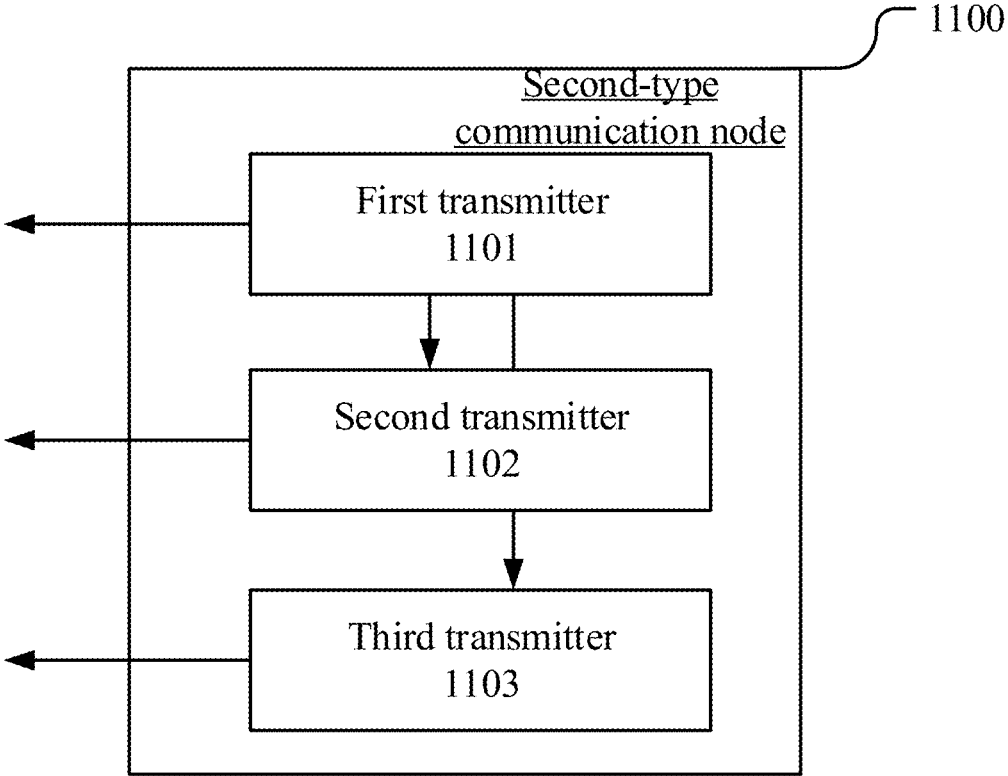 1100
Second-type
communication node
First transmitter
1101
Second transmitter
1102
Third transmitter
1103